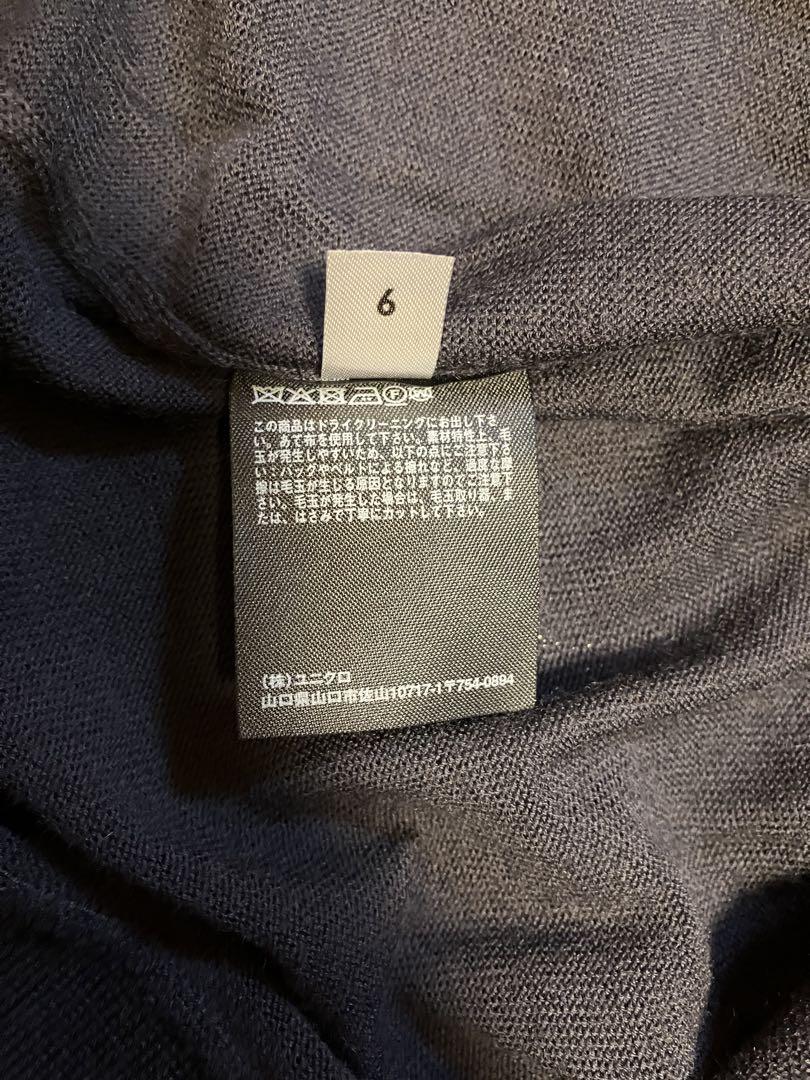 6
この商品はドライクリーニングにお出し下さ
い。あて布を使用して下さい。素材特性上、毛
玉が発生しやすいため、以下の点にご注意下さ
い:バッグやベルトによる擦れなど、過度な摩
擦は毛玉が生じる原因となりますのでご注意下
さい。毛玉が発生した場合は、毛玉取り器、ま
たは、はさみで丁寧にカットして下さい。
(株)ユニクロ
山口県山口市佐山10717-1〒754-0894